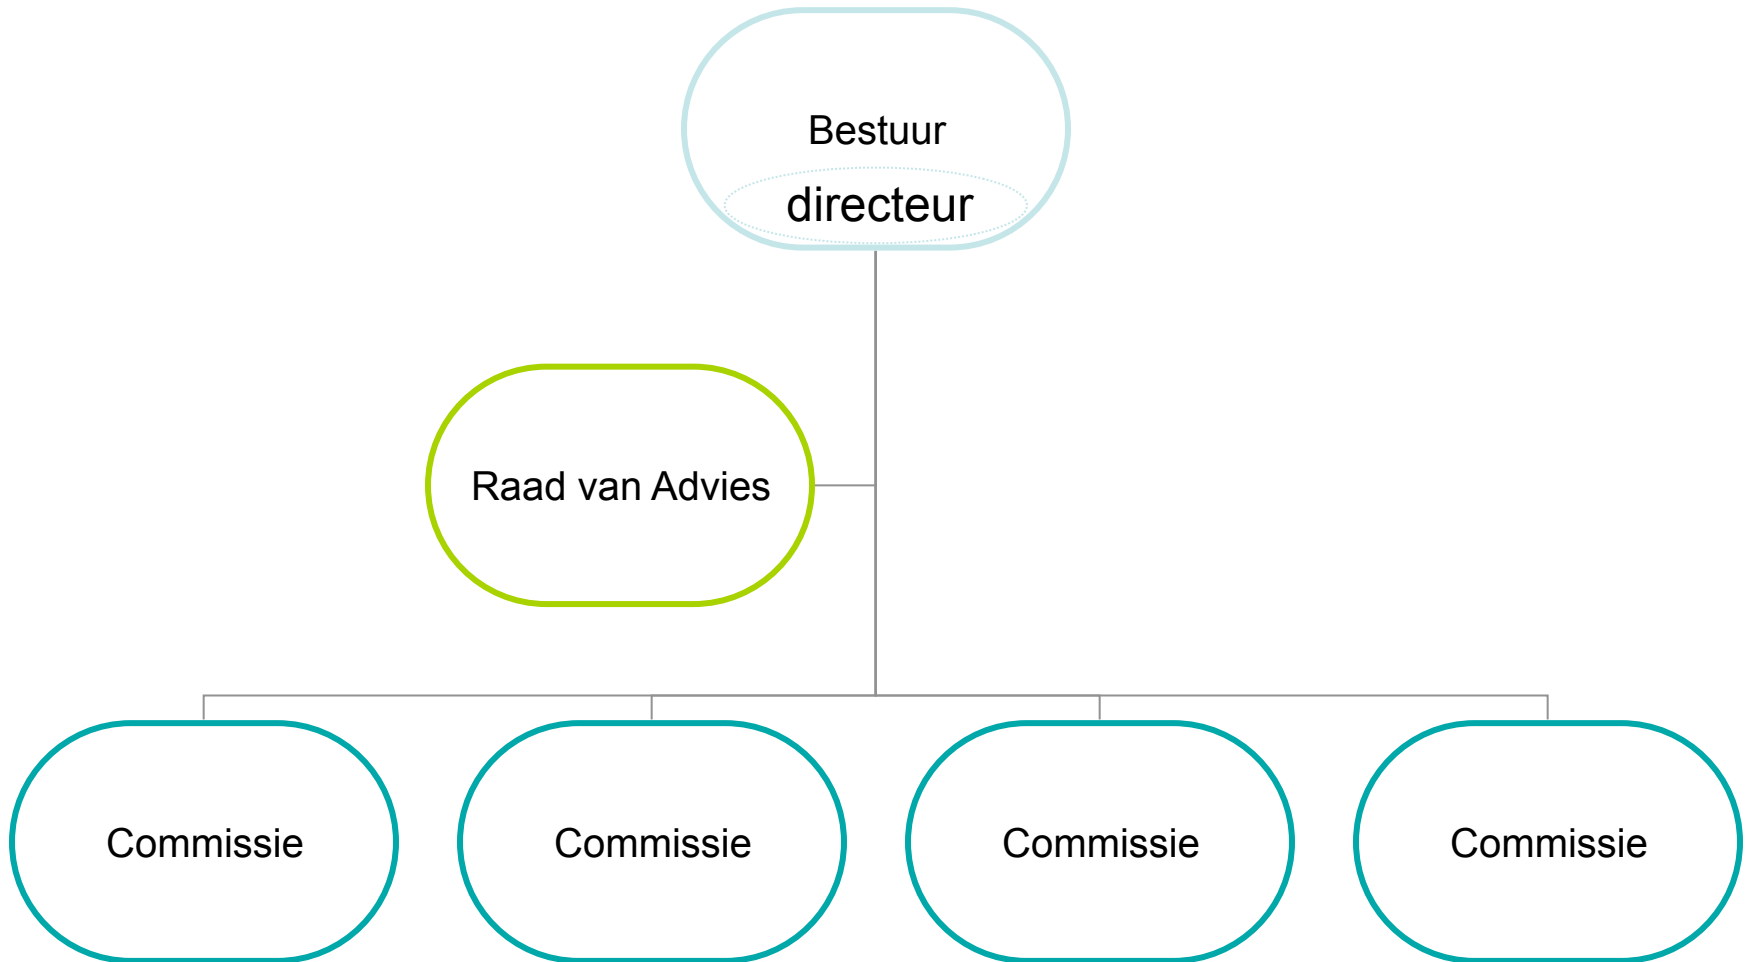 Bestuur
directeur
Raad van Advies
Commissie
Commissie
Commissie
Commissie